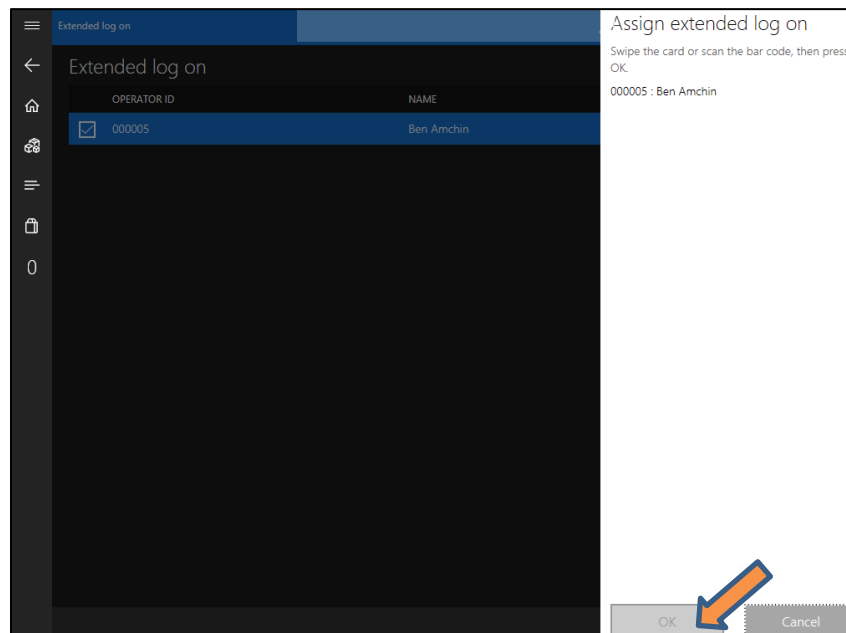 Extended log on
Extended log on
OPERATOR ID NAME
000005 Ben Amchin
0
Assign extended log on
Swipe the card or scan the bar code, then press
OK.
000005 : Ben Amchin
OK Cancel